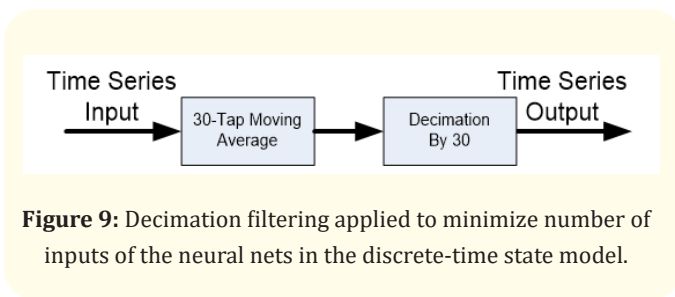 Time Series
Input
30-Tap Moving
Average
Decimation
By 30
Time Series
Output
Figure 9: Decimation filtering applied to minimize number of
inputs of the neural nets in the discrete-time state model.